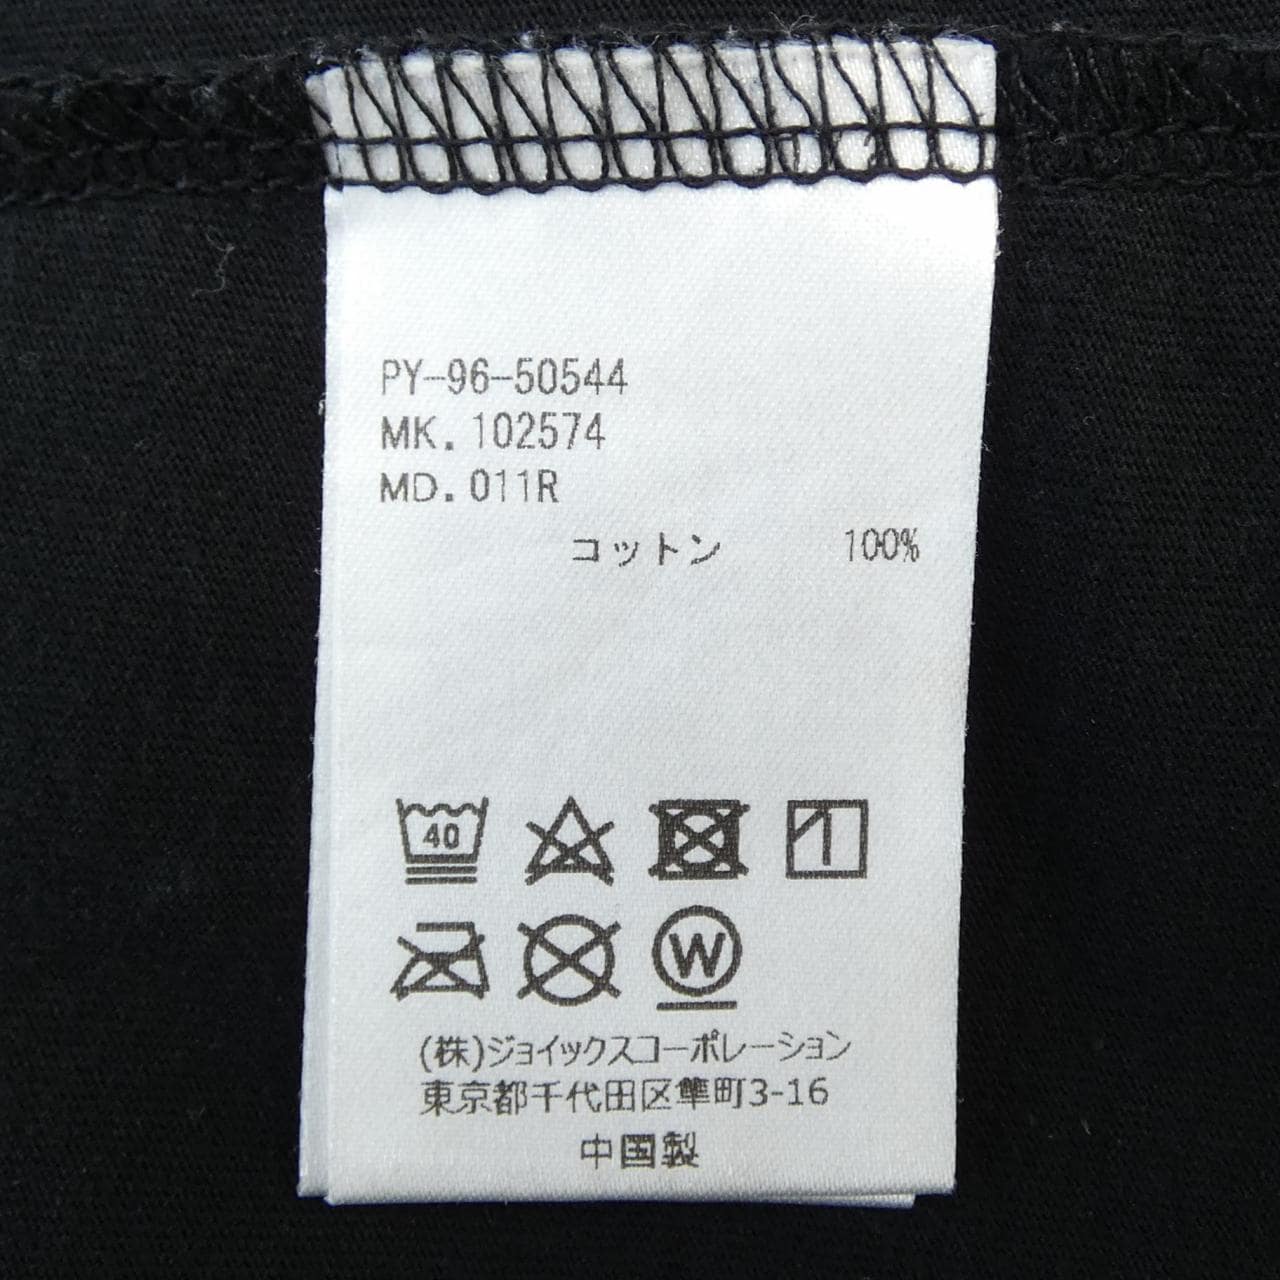 PY-96-50544
MK.102574
MD.011R
コットン 100%
40
W
(株)ジョイックスコーポレーション
東京都千代田区隼町3-16
中国製